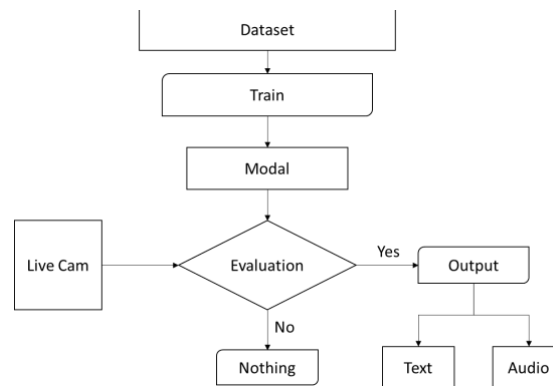 Dataset
Train
Modal
Live Cam
Evaluation
Yes
Output
No
Nothing
Text
Audio